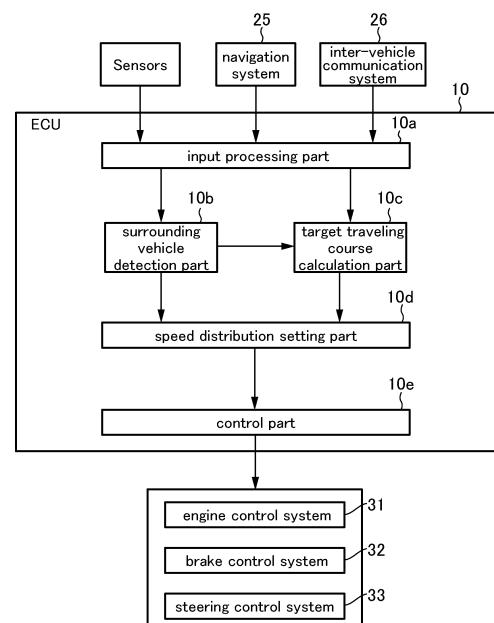 25
26
Sensors
navigation
system
inter-vehicle
communication
system
10
ECU
10a
input processing part
10b
10c
surrounding
vehicle
detection part
target traveling
course
calculation part
10d
speed distribution setting part
10e
control part
engine control system
31
brake control system
32
steering control system
33